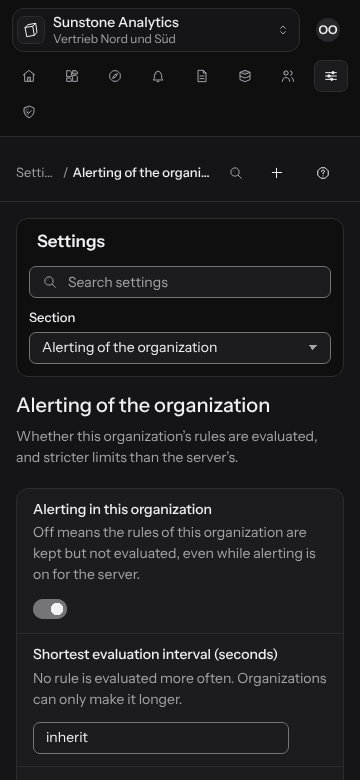 Sunstone Analytics
Vertrieb Nord und Süd
OO
Setti... / Alerting of the organi...
Settings
Search settings
Section
Alerting of the organization
Alerting of the organization
Whether this organization's rules are evaluated,
and stricter limits than the server's.
Alerting in this organization
Off means the rules of this organization are
kept but not evaluated, even while alerting is
on for the server.
Shortest evaluation interval (seconds)
No rule is evaluated more often. Organizations
can only make it longer.
inherit